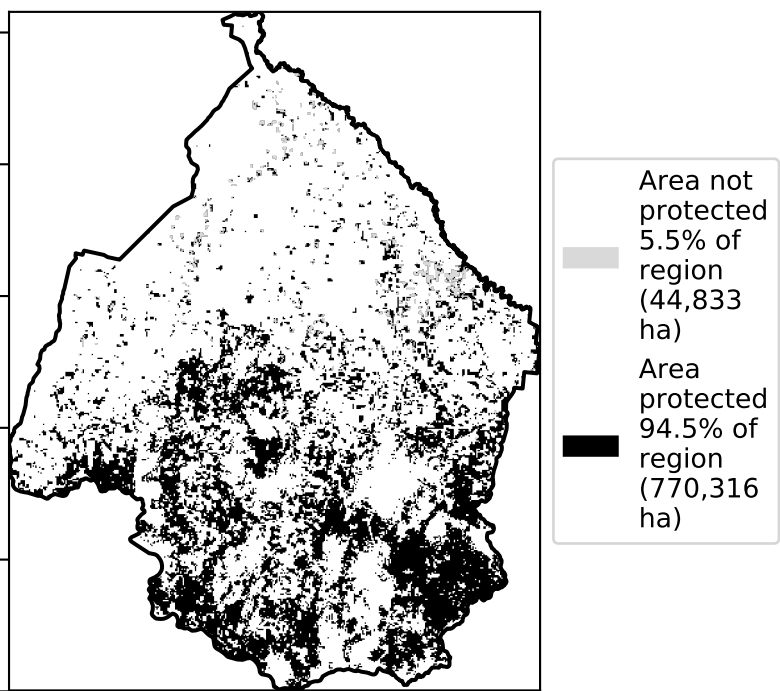 Area not
protected
5.5% of
region
(44,833
ha)
Area
protected
94.5% of
region
(770,316
ha)